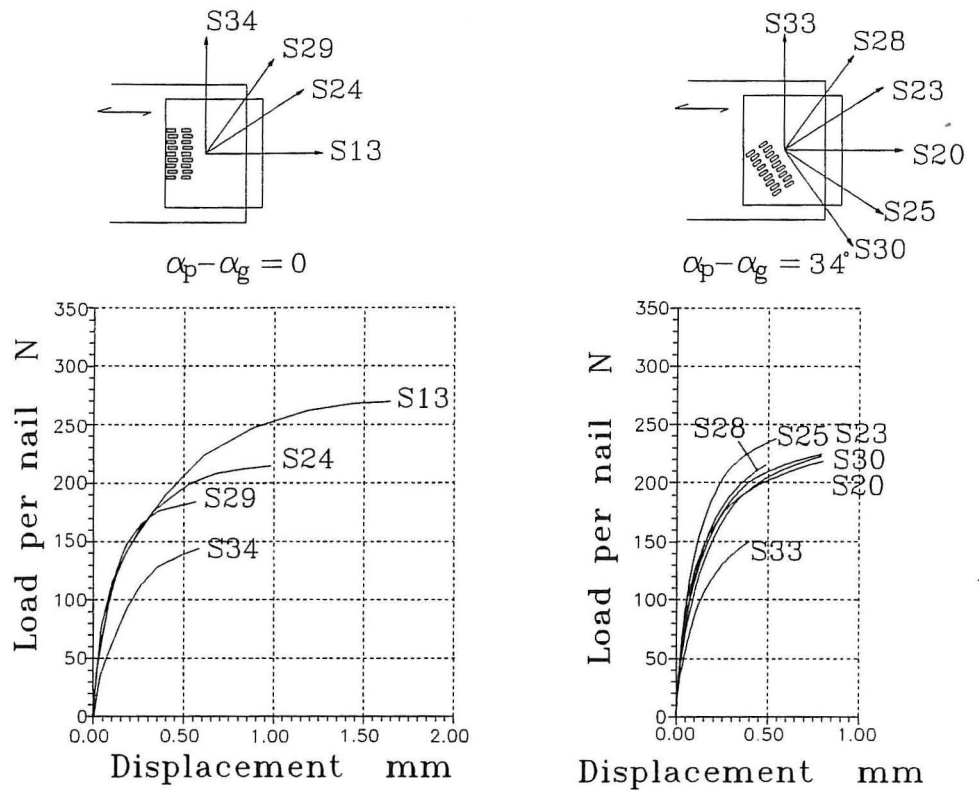 S34
S29
S24
S13
αp−αg = 0
S33
S28
S23
S20
S25
S30
αp−αg = 34°
Load per nail N
350
300
250
200
150
100
50
0
S13
S24
S29
S34
0.00 0.50 1.00 1.50 2.00
Displacement mm
Load per nail N
350
300
250
200
150
100
50
0
S28 S25 S23
S30
S20
S33
0.00 0.50 1.00
Displacement mm